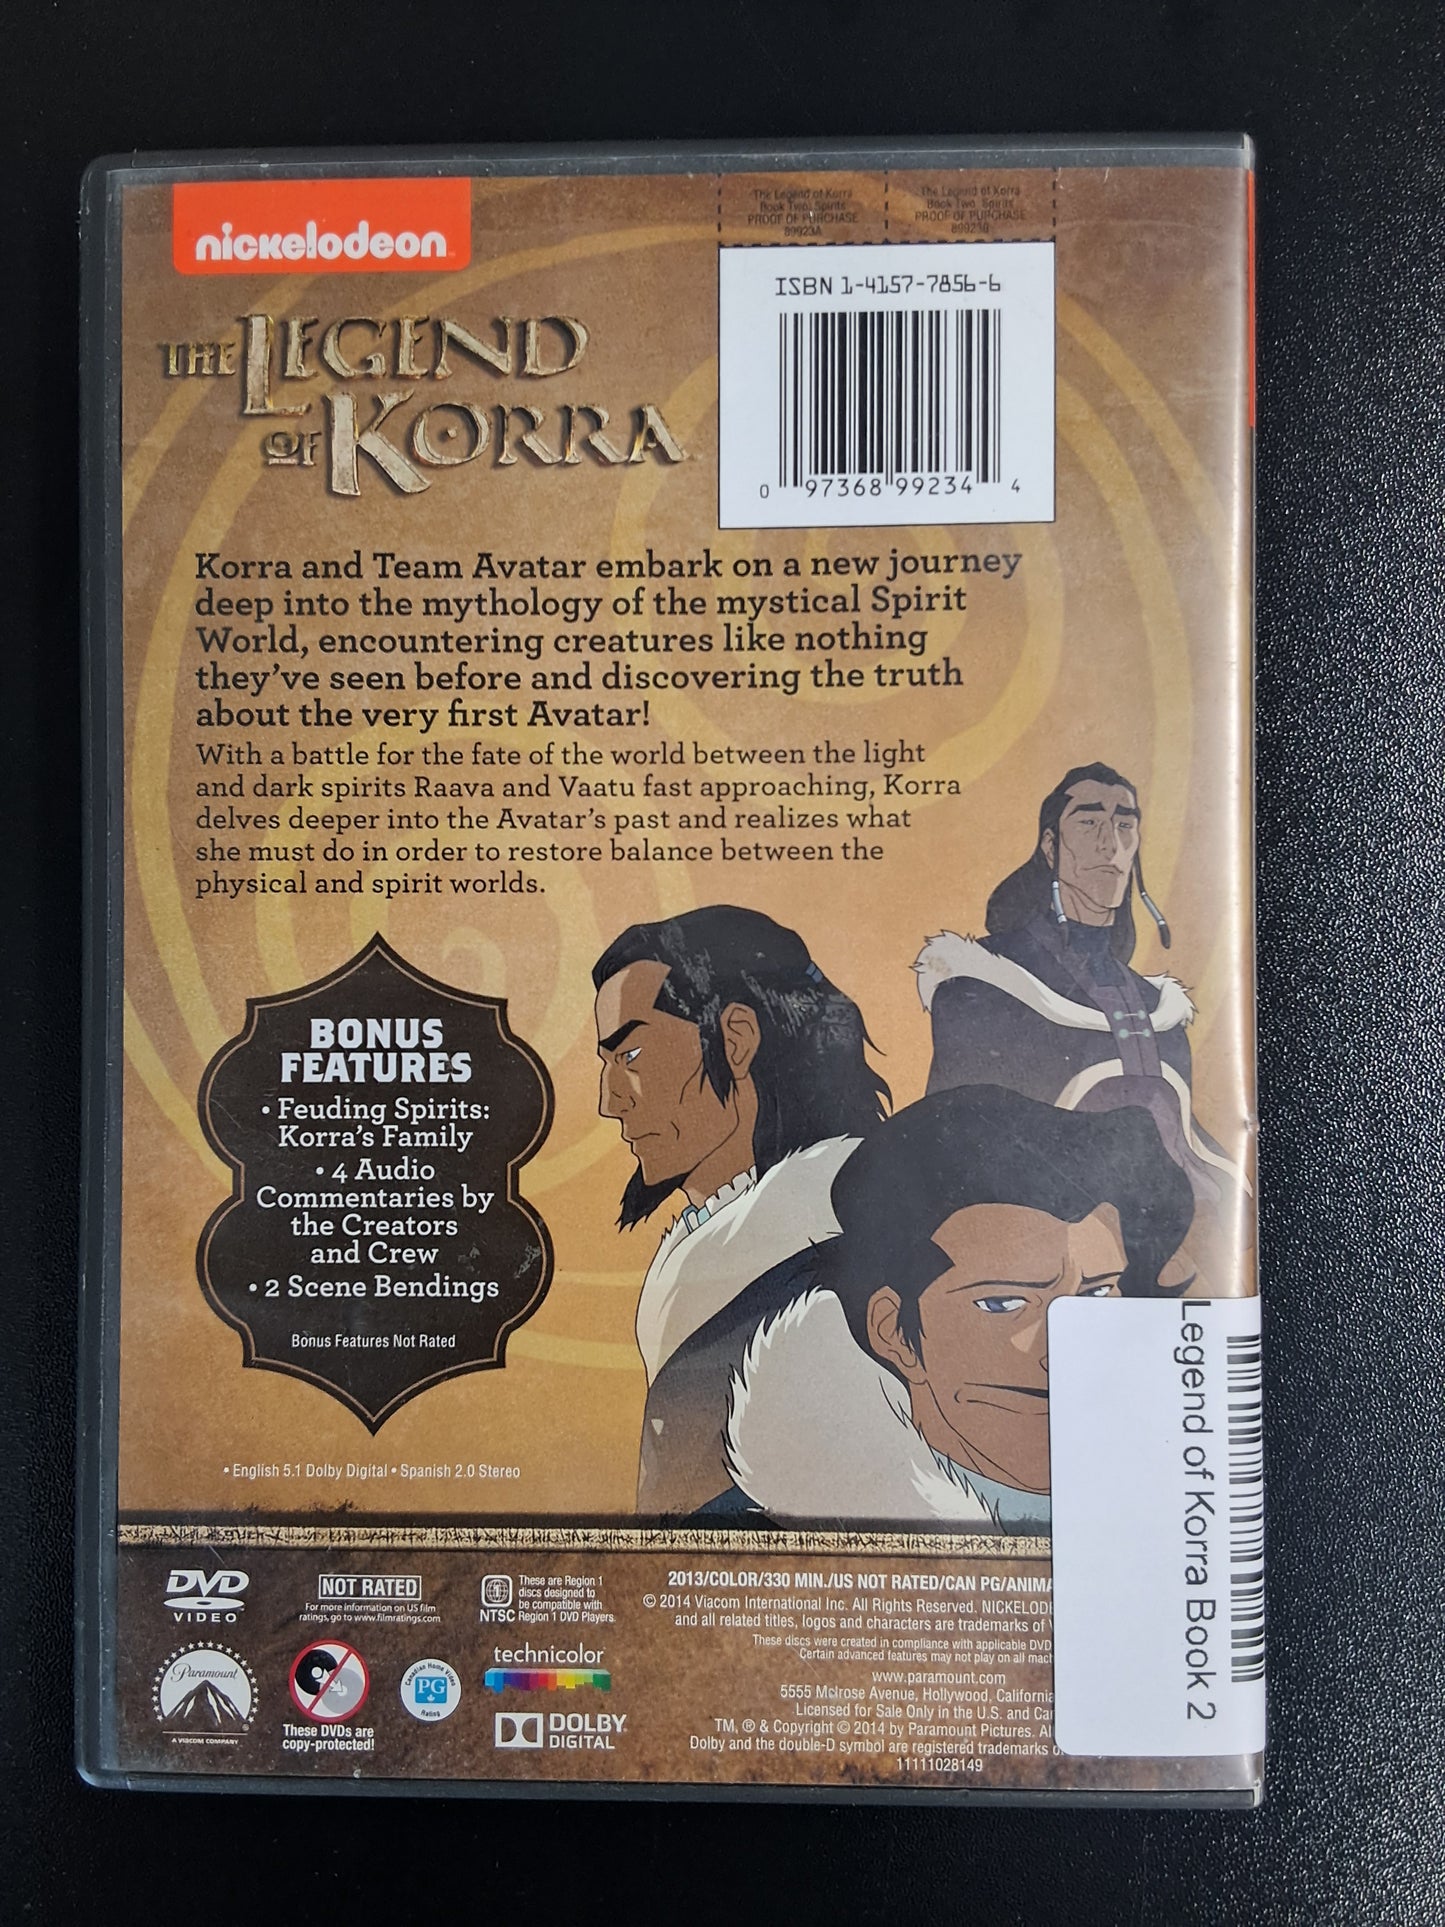 nickelodeon
The Legend of Korra
Book Two: Spirits
PROOF OF PURCHASE
89923A
The Legend of Korra
Book Two: Spirits
PROOF OF PURCHASE
ISBN 1-4157-7856-6
0 97368 99234 4
THE LEGEND
OF KORRA
Korra and Team Avatar embark on a new journey
deep into the mythology of the mystical Spirit
World, encountering creatures like nothing
they've seen before and discovering the truth
about the very first Avatar!
With a battle for the fate of the world between the light
and dark spirits Raava and Vaatu fast approaching, Korra
delves deeper into the Avatar's past and realizes what
she must do in order to restore balance between the
physical and spirit worlds.
BONUS
FEATURES
• Feuding Spirits:
Korra's Family
• 4 Audio
Commentaries by
the Creators
and Crew
• 2 Scene Bendings
Bonus Features Not Rated
• English 5.1 Dolby Digital • Spanish 2.0 Stereo
DVD
VIDEO
NOT RATED
For more information on US film
ratings, go to www.filmratings.com
1
NTSC
These are Region 1
discs designed to
be compatible with
Region 1 DVD Players.
Paramount
A VIACOM COMPANY
These DVDs are
copy-protected!
Canadian Home Video
PG
Rating
technicolor
DOLBY
DIGITAL
2013/COLOR/330 MIN./US NOT RATED/CAN PG/ANIMA
© 2014 Viacom International Inc. All Rights Reserved. NICKELOD
and all related titles, logos and characters are trademarks of
These discs were created in compliance with applicable DVD
Certain advanced features may not play on all mac
www.paramount.com
5555 Melrose Avenue, Hollywood, California
Licensed for Sale Only in the U.S. and Ca
TM, ® & Copyright © 2014 by Paramount Pictures. Al
Dolby and the double-D symbol are registered trademarks o
11111028149
Legend of Korra Book 2